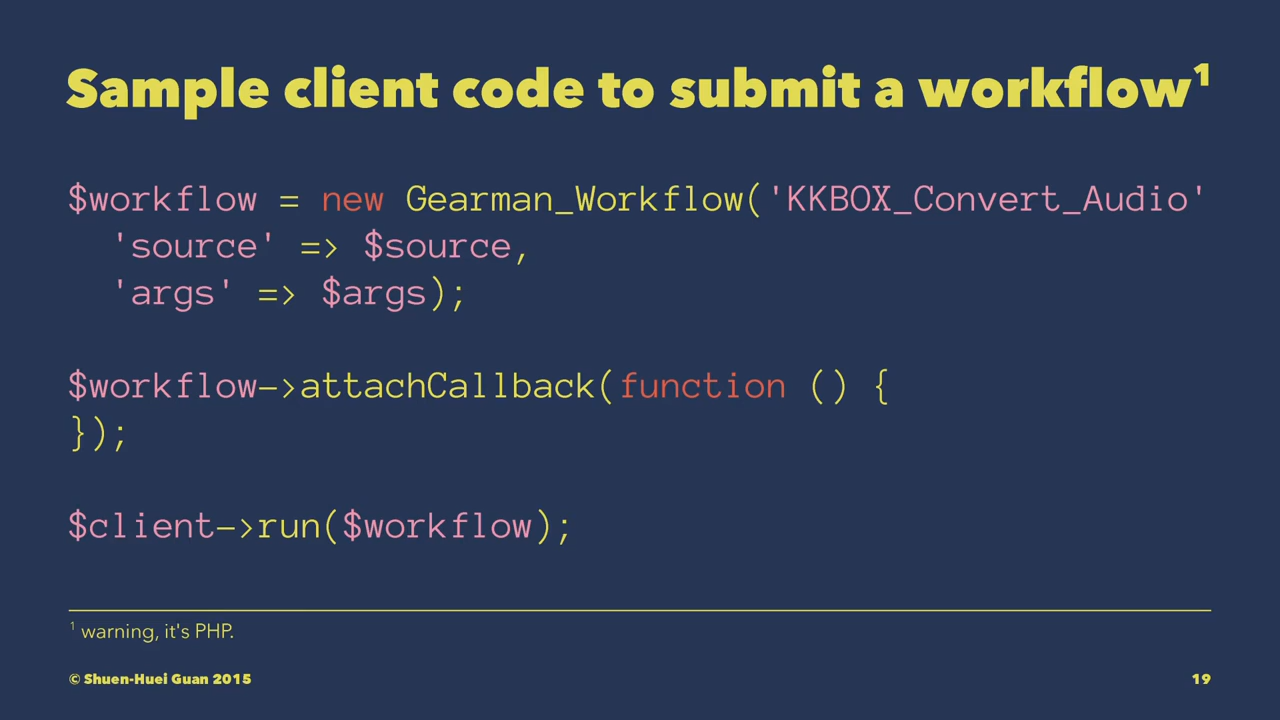 Sample client code to submit a workflow¹
$workflow = new Gearman_Workflow('KKBOX_Convert_Audio'
  'source' => $source,
  'args' => $args);
$workflow->attachCallback(function () {
});
$client->run($workflow);
¹ warning, it's PHP.
© Shuen-Huei Guan 2015
19